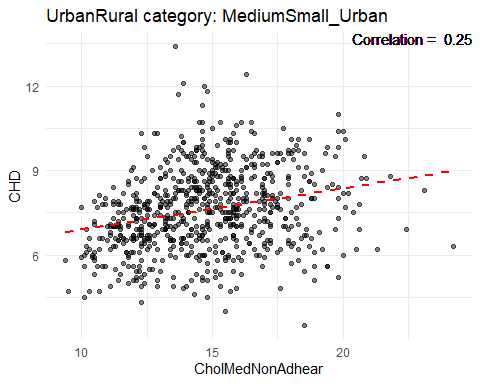 UrbanRural category: MediumSmall_Urban
Correlation = 0.25
12
9
6
CHD
10
15
20
CholMedNonAdhear